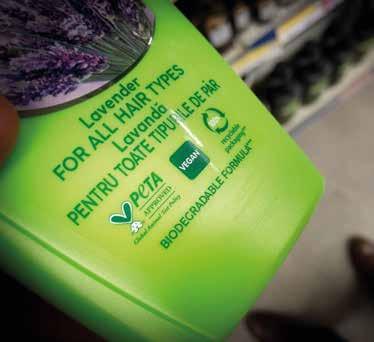 Lavender
FOR ALL HAIR TYPES
Lavandă
PENTRU TOATE TIPURILE DE PĂR
PETA
APPROVED
Global Animal Test Policy
VEGAN
recyclable
packaging**
BIODEGRADABLE FORMULA***